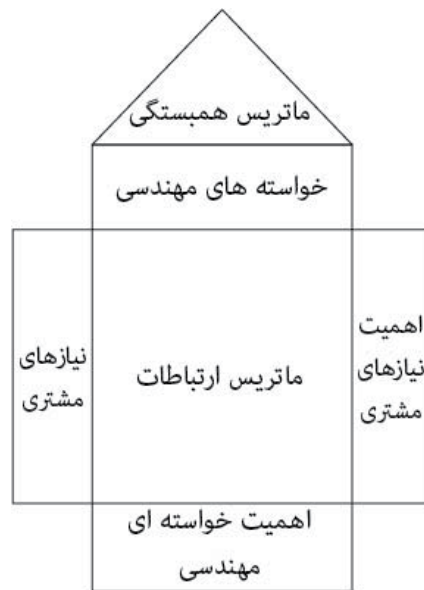 ماتریس همبستگی
خواسته های مهندسی
اهمیت
نیازهای
مشتری
ماتریس ارتباطات
نیازهای
مشتری
اهمیت خواسته ای
مهندسی